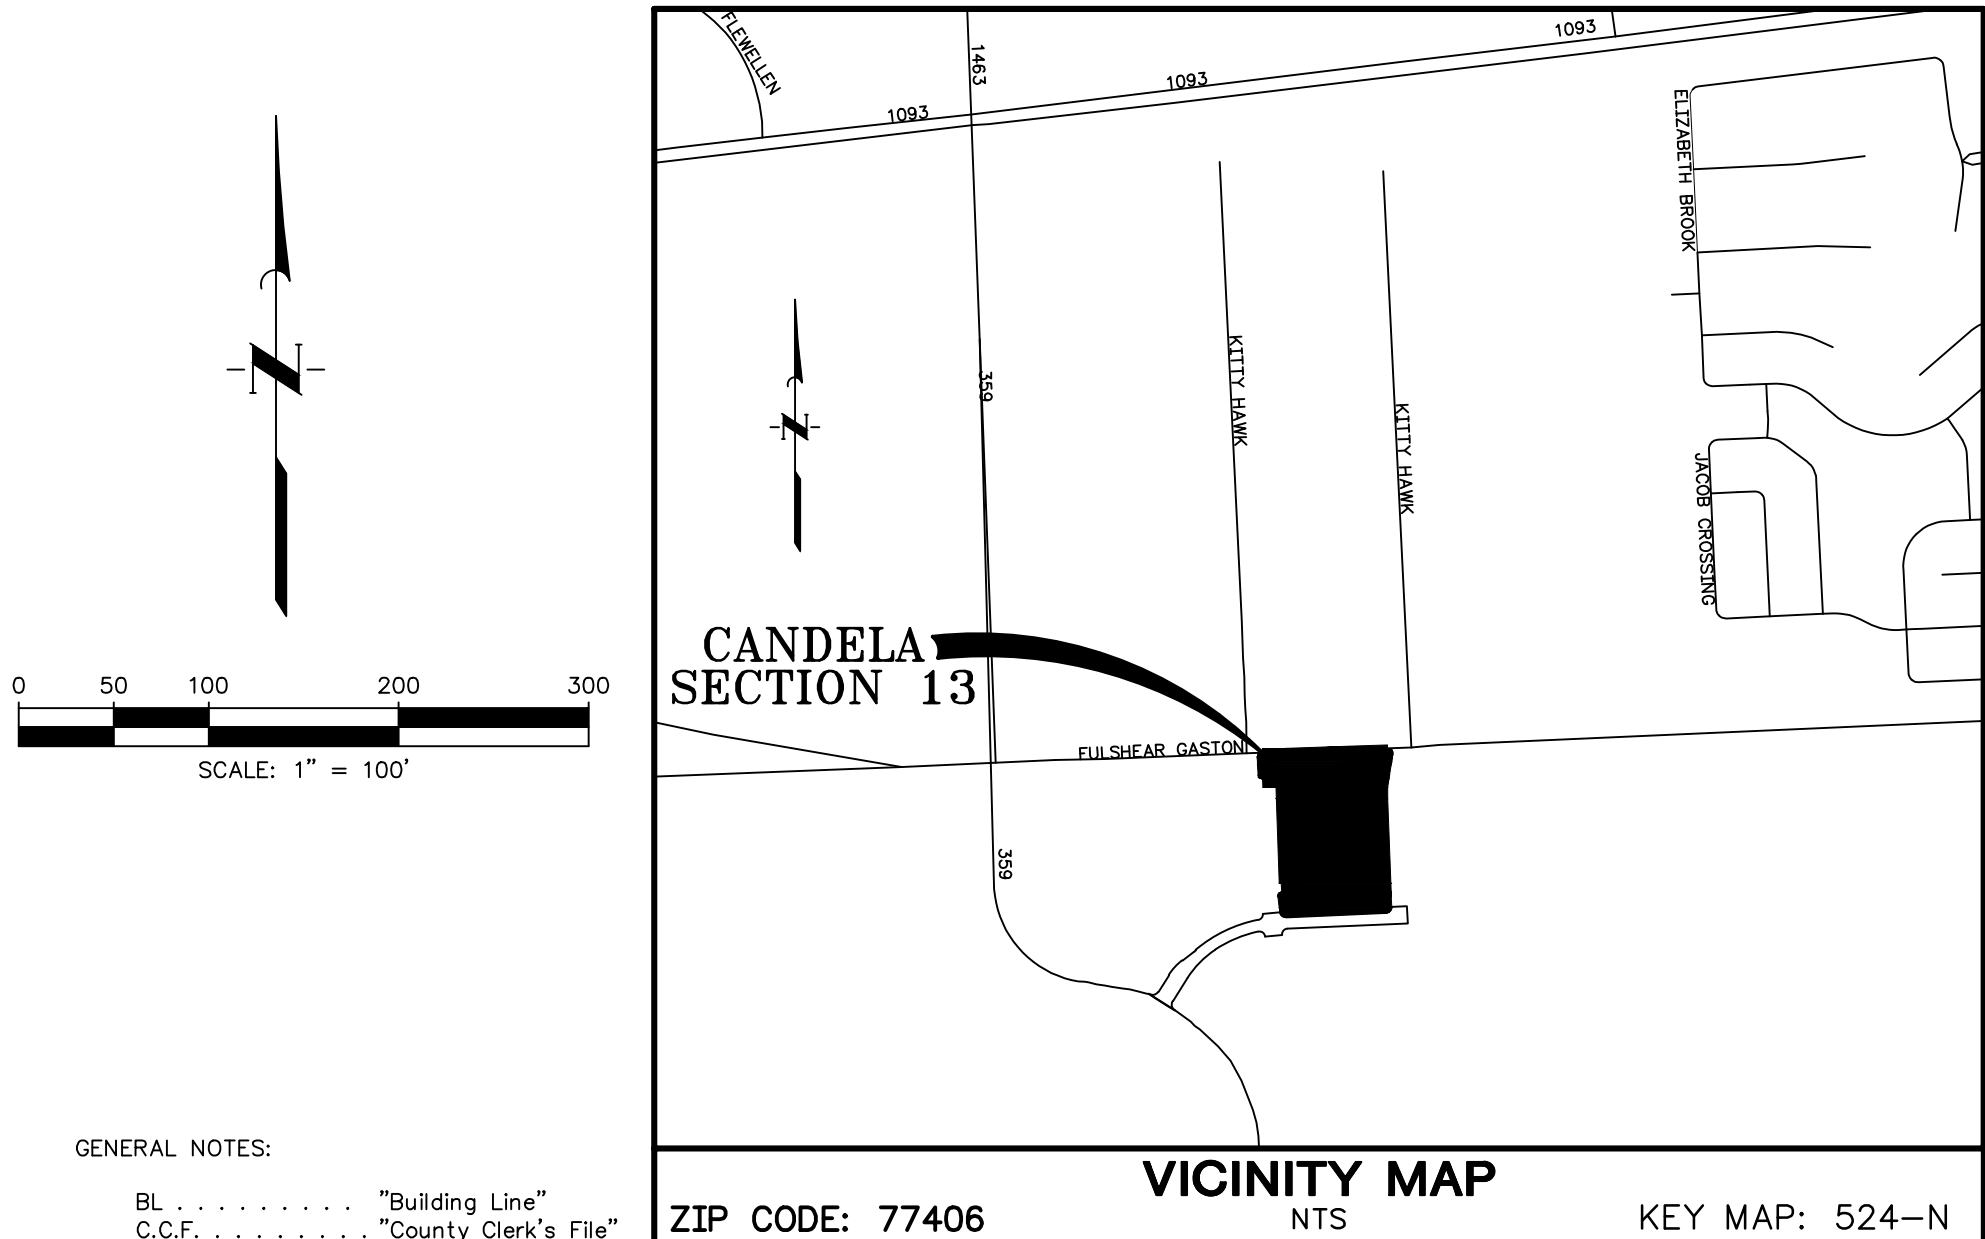 FLEWELLEN
1463
1093
1093
1093
ELIZABETH BROOK
N
N
359
KITTY HAWK
KITTY HAWK
JACOB CROSSING
CANDELA
SECTION 13
0 50 100 200 300
SCALE: 1" = 100'
FULSHEAR GASTON
359
GENERAL NOTES:
BL . . . . . . . . . "Building Line"
C.C.F. . . . . . . . . . "County Clerk's File"
VICINITY MAP
ZIP CODE: 77406
NTS
KEY MAP: 524-N